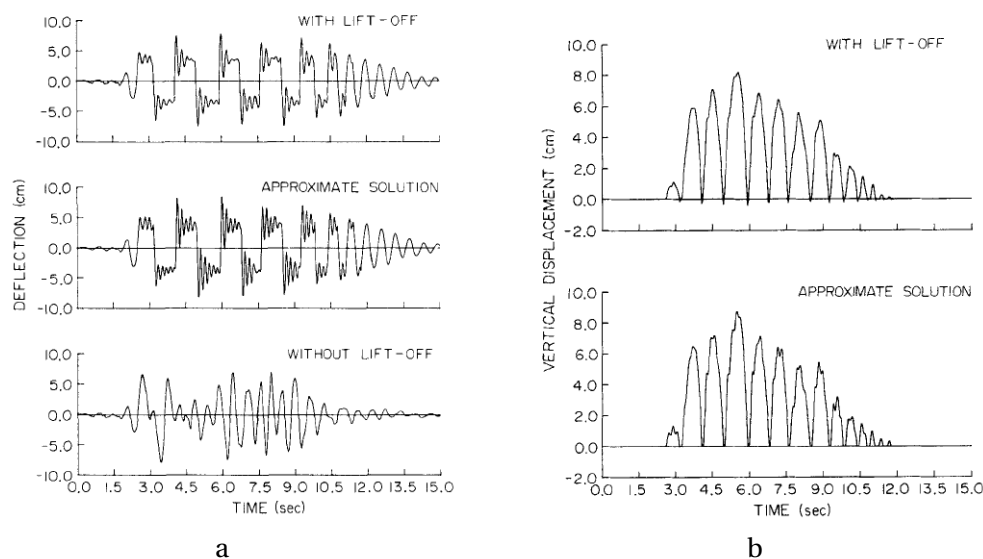 10.0
WITH LIFT-OFF
5.0
0.0
-5.0
-10.0
10.0
APPROXIMATE SOLUTION
5.0
0.0
-5.0
-10.0
10.0
WITHOUT LIFT-OFF
5.0
0.0
-5.0
-10.0
0.0 1.5 3.0 4.5 6.0 7.5 9.0 10.5 12.0 13.5 15.0
TIME (sec)
DEFLECTION (cm)
a
10.0
WITH LIFT-OFF
8.0
6.0
4.0
2.0
0.0
-2.0
10.0
APPROXIMATE SOLUTION
8.0
6.0
4.0
2.0
0.0
-2.0
0.0 1.5 3.0 4.5 6.0 7.5 9.0 10.5 12.0 13.5 15.0
TIME (sec)
VERTICAL DISPLACEMENT (cm)
b